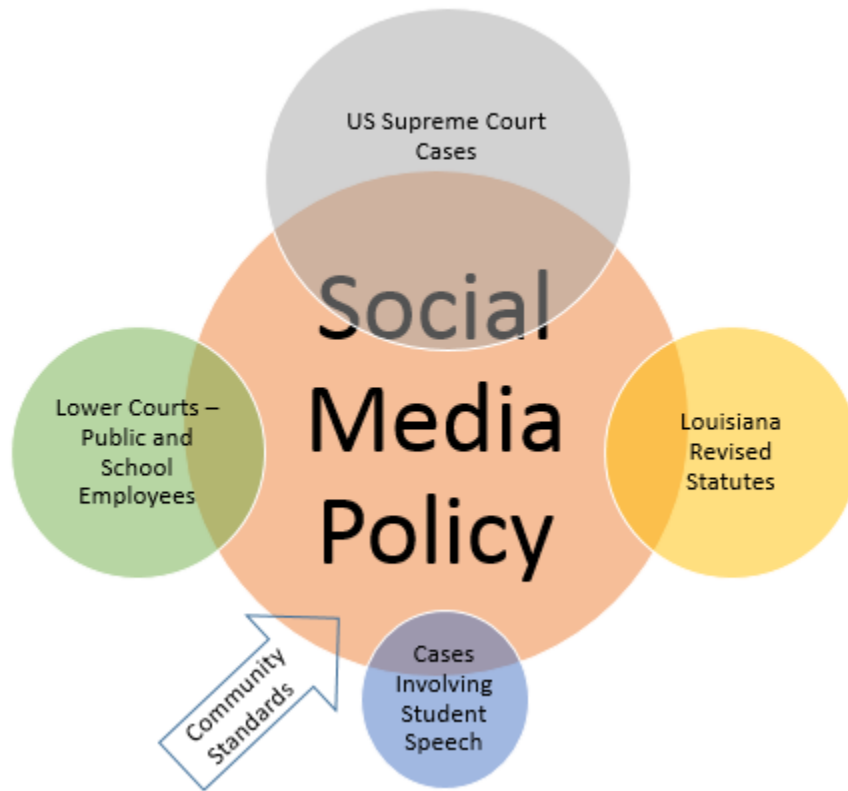 US Supreme Court
Cases
Social
Media
Policy
Lower Courts –
Public and
School
Employees
Louisiana
Revised
Statutes
Community
Standards
Cases
Involving
Student
Speech